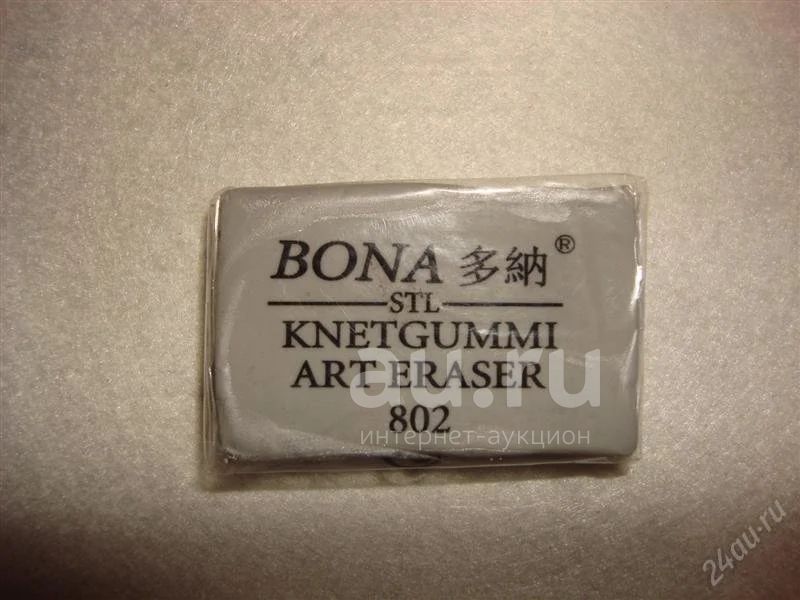 BONA 多納®
STL
KNETGUMMI
ART ERASER
802
au.ru
интернет-аукцион
24au.ru